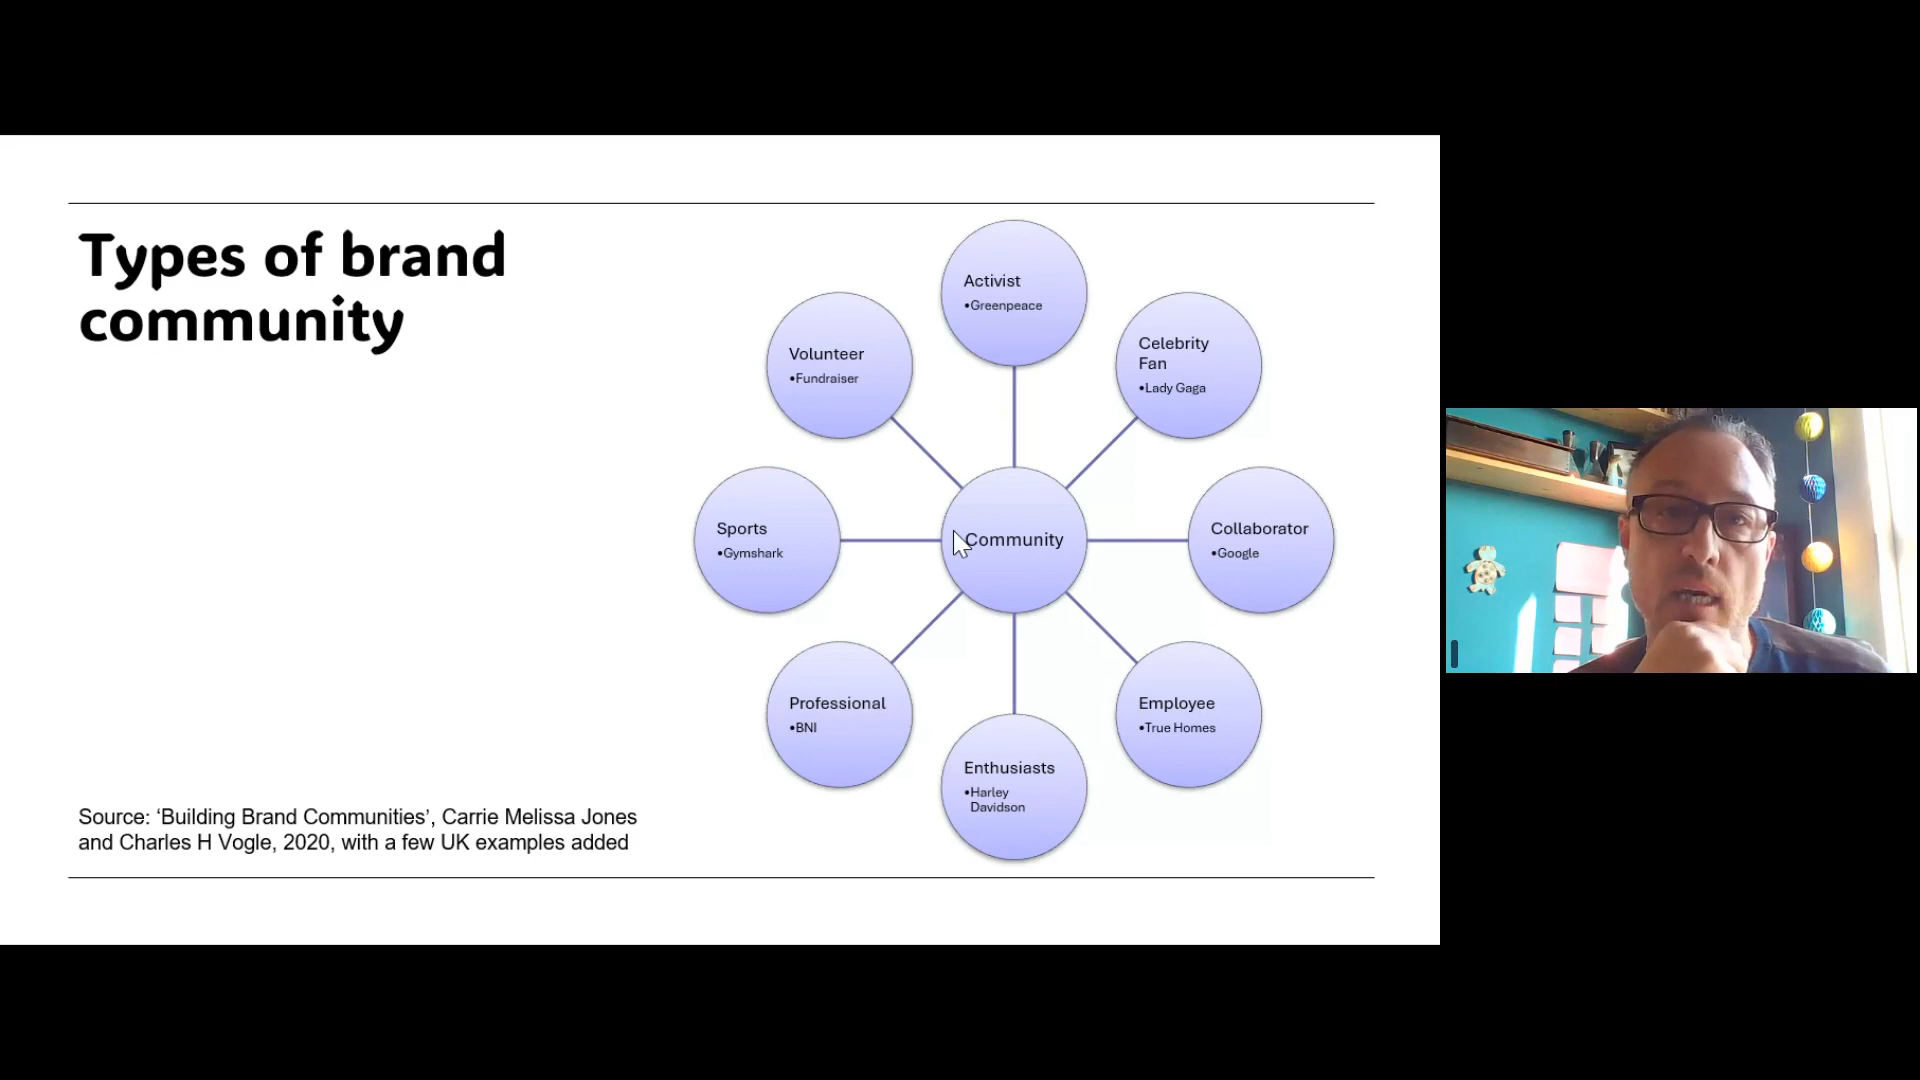 Types of brand
community
Activist
•Greenpeace
Celebrity
Fan
•Lady Gaga
Collaborator
•Google
Employee
•True Homes
Enthusiasts
•Harley
Davidson
Professional
•BNI
Sports
•Gymshark
Volunteer
•Fundraiser
Community
Source: ‘Building Brand Communities’, Carrie Melissa Jones
and Charles H Vogle, 2020, with a few UK examples added